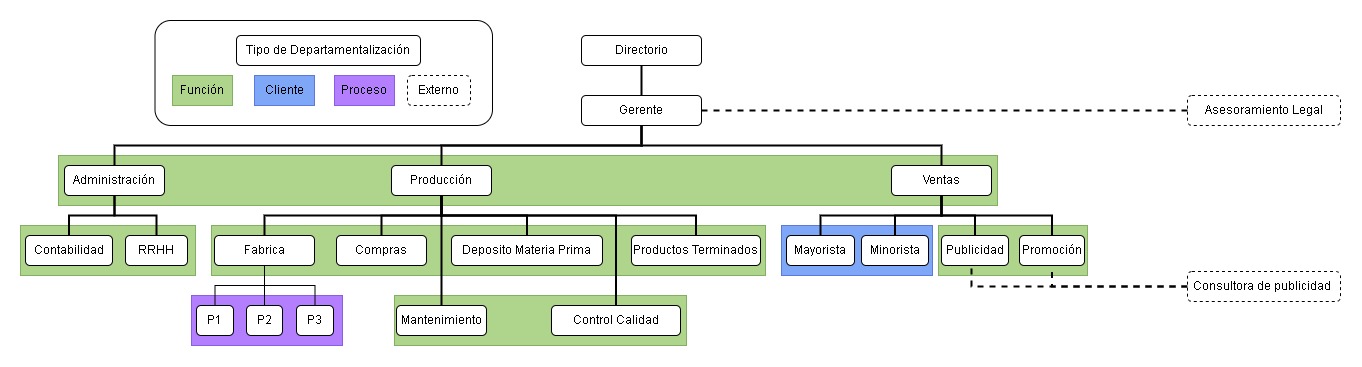 Tipo de Departamentalización
Función
Cliente
Proceso
Externo
Directorio
Gerente
Asesoramiento Legal
Administración
Producción
Ventas
Contabilidad
RRHH
Fabrica
Compras
Deposito Materia Prima
Productos Terminados
Mayorista
Minorista
Publicidad
Promoción
Consultora de publicidad
P1
P2
P3
Mantenimiento
Control Calidad